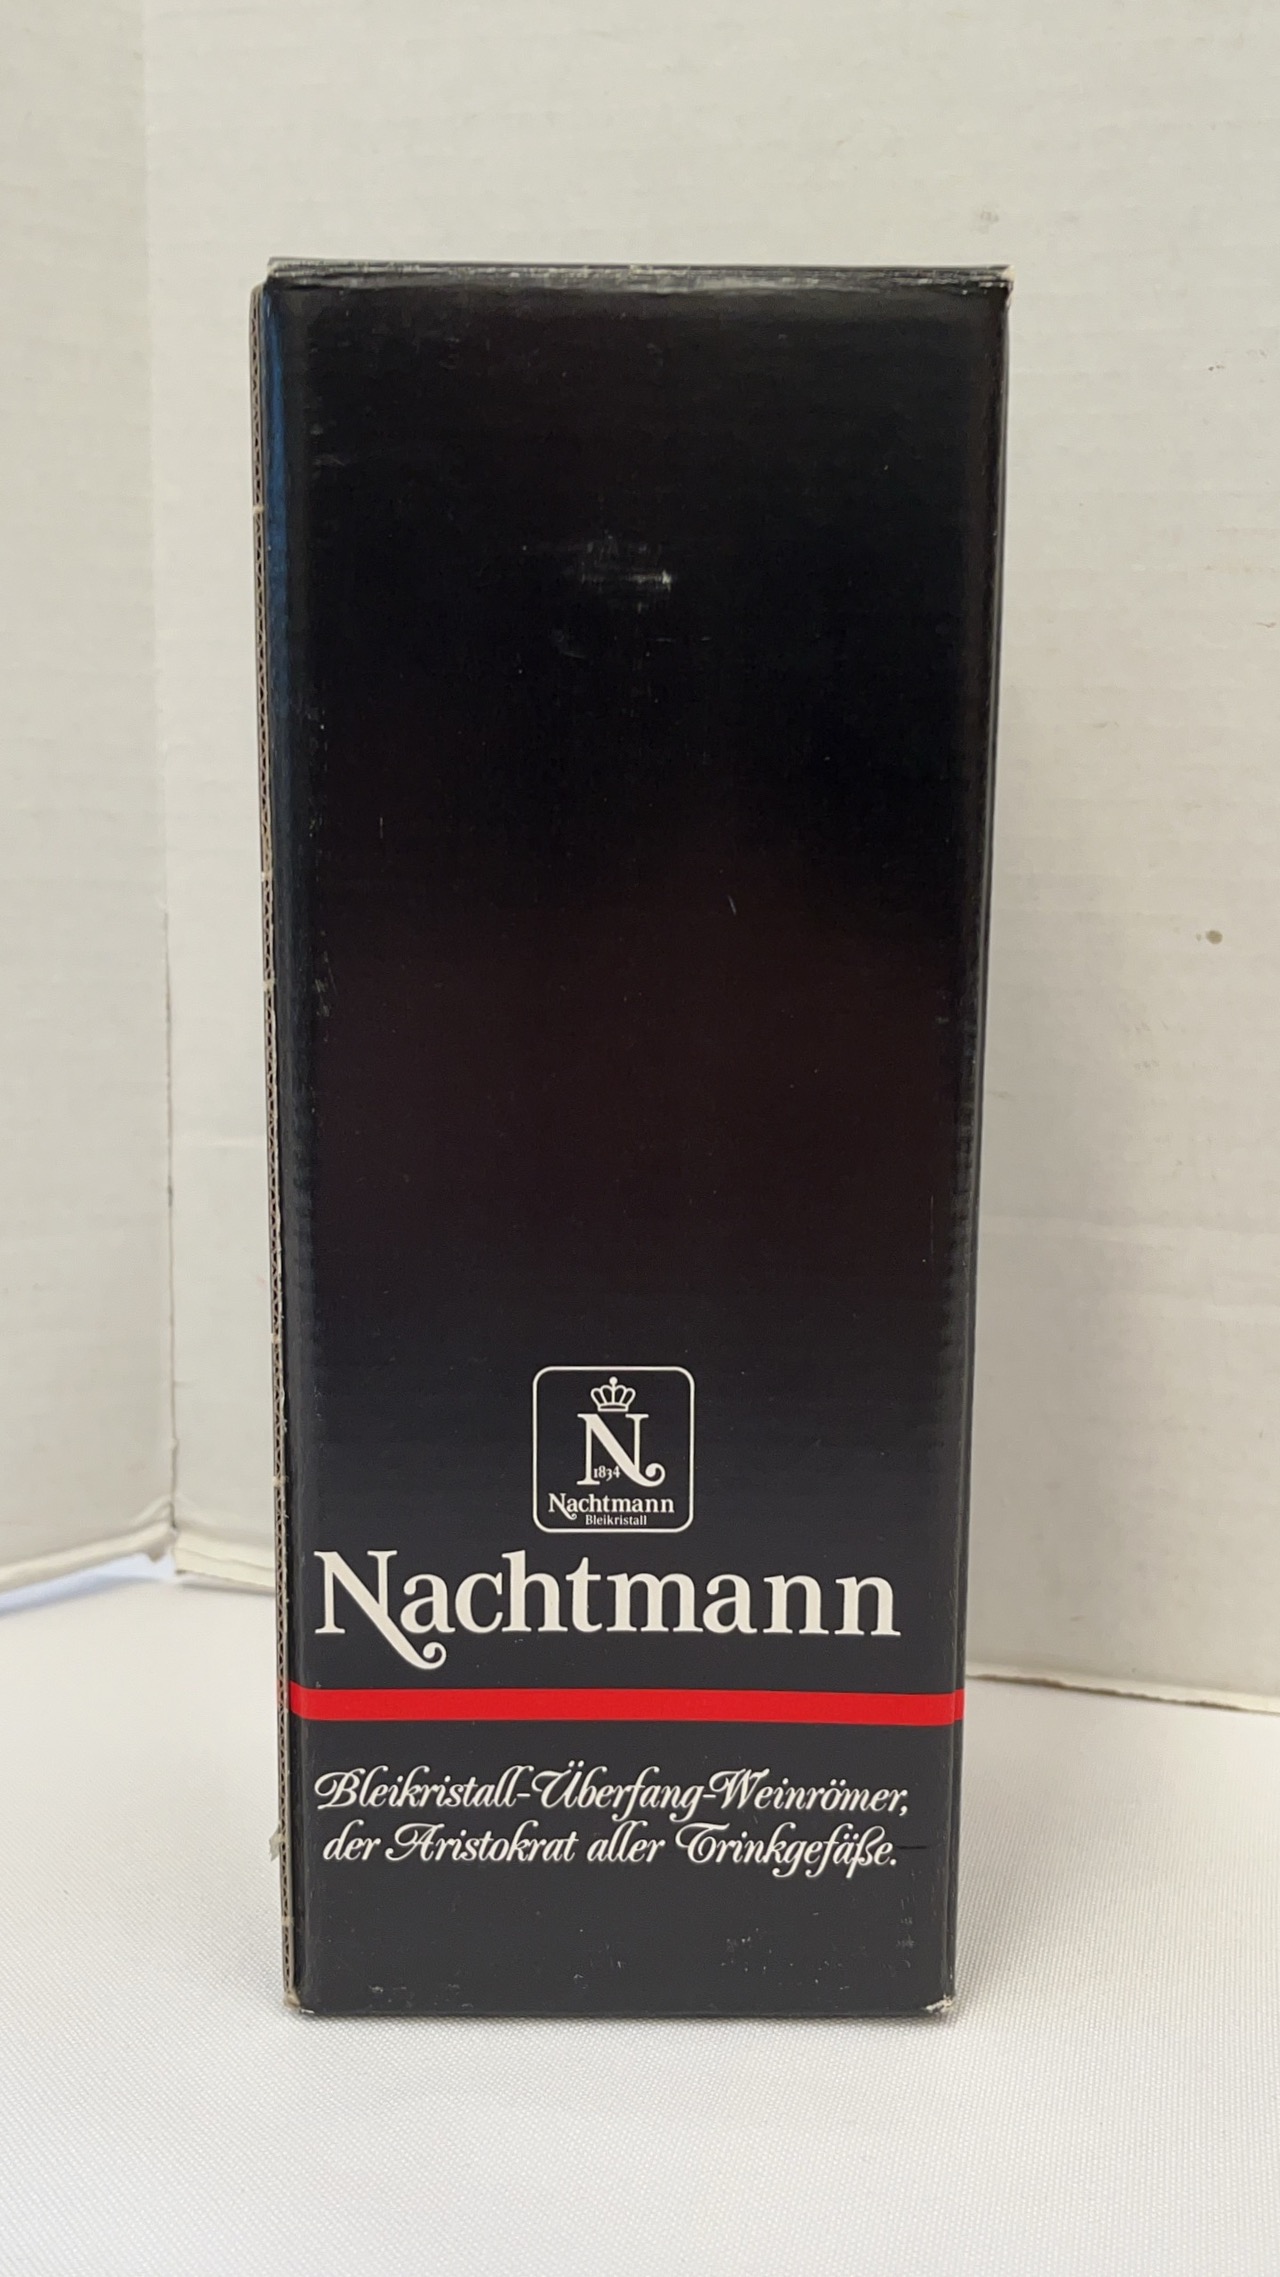 N
1834
Nachtmann
Bleikristall
Nachtmann
Bleikristall-Überfang-Weinrömer,
der Aristokrat aller Trinkgefäße.